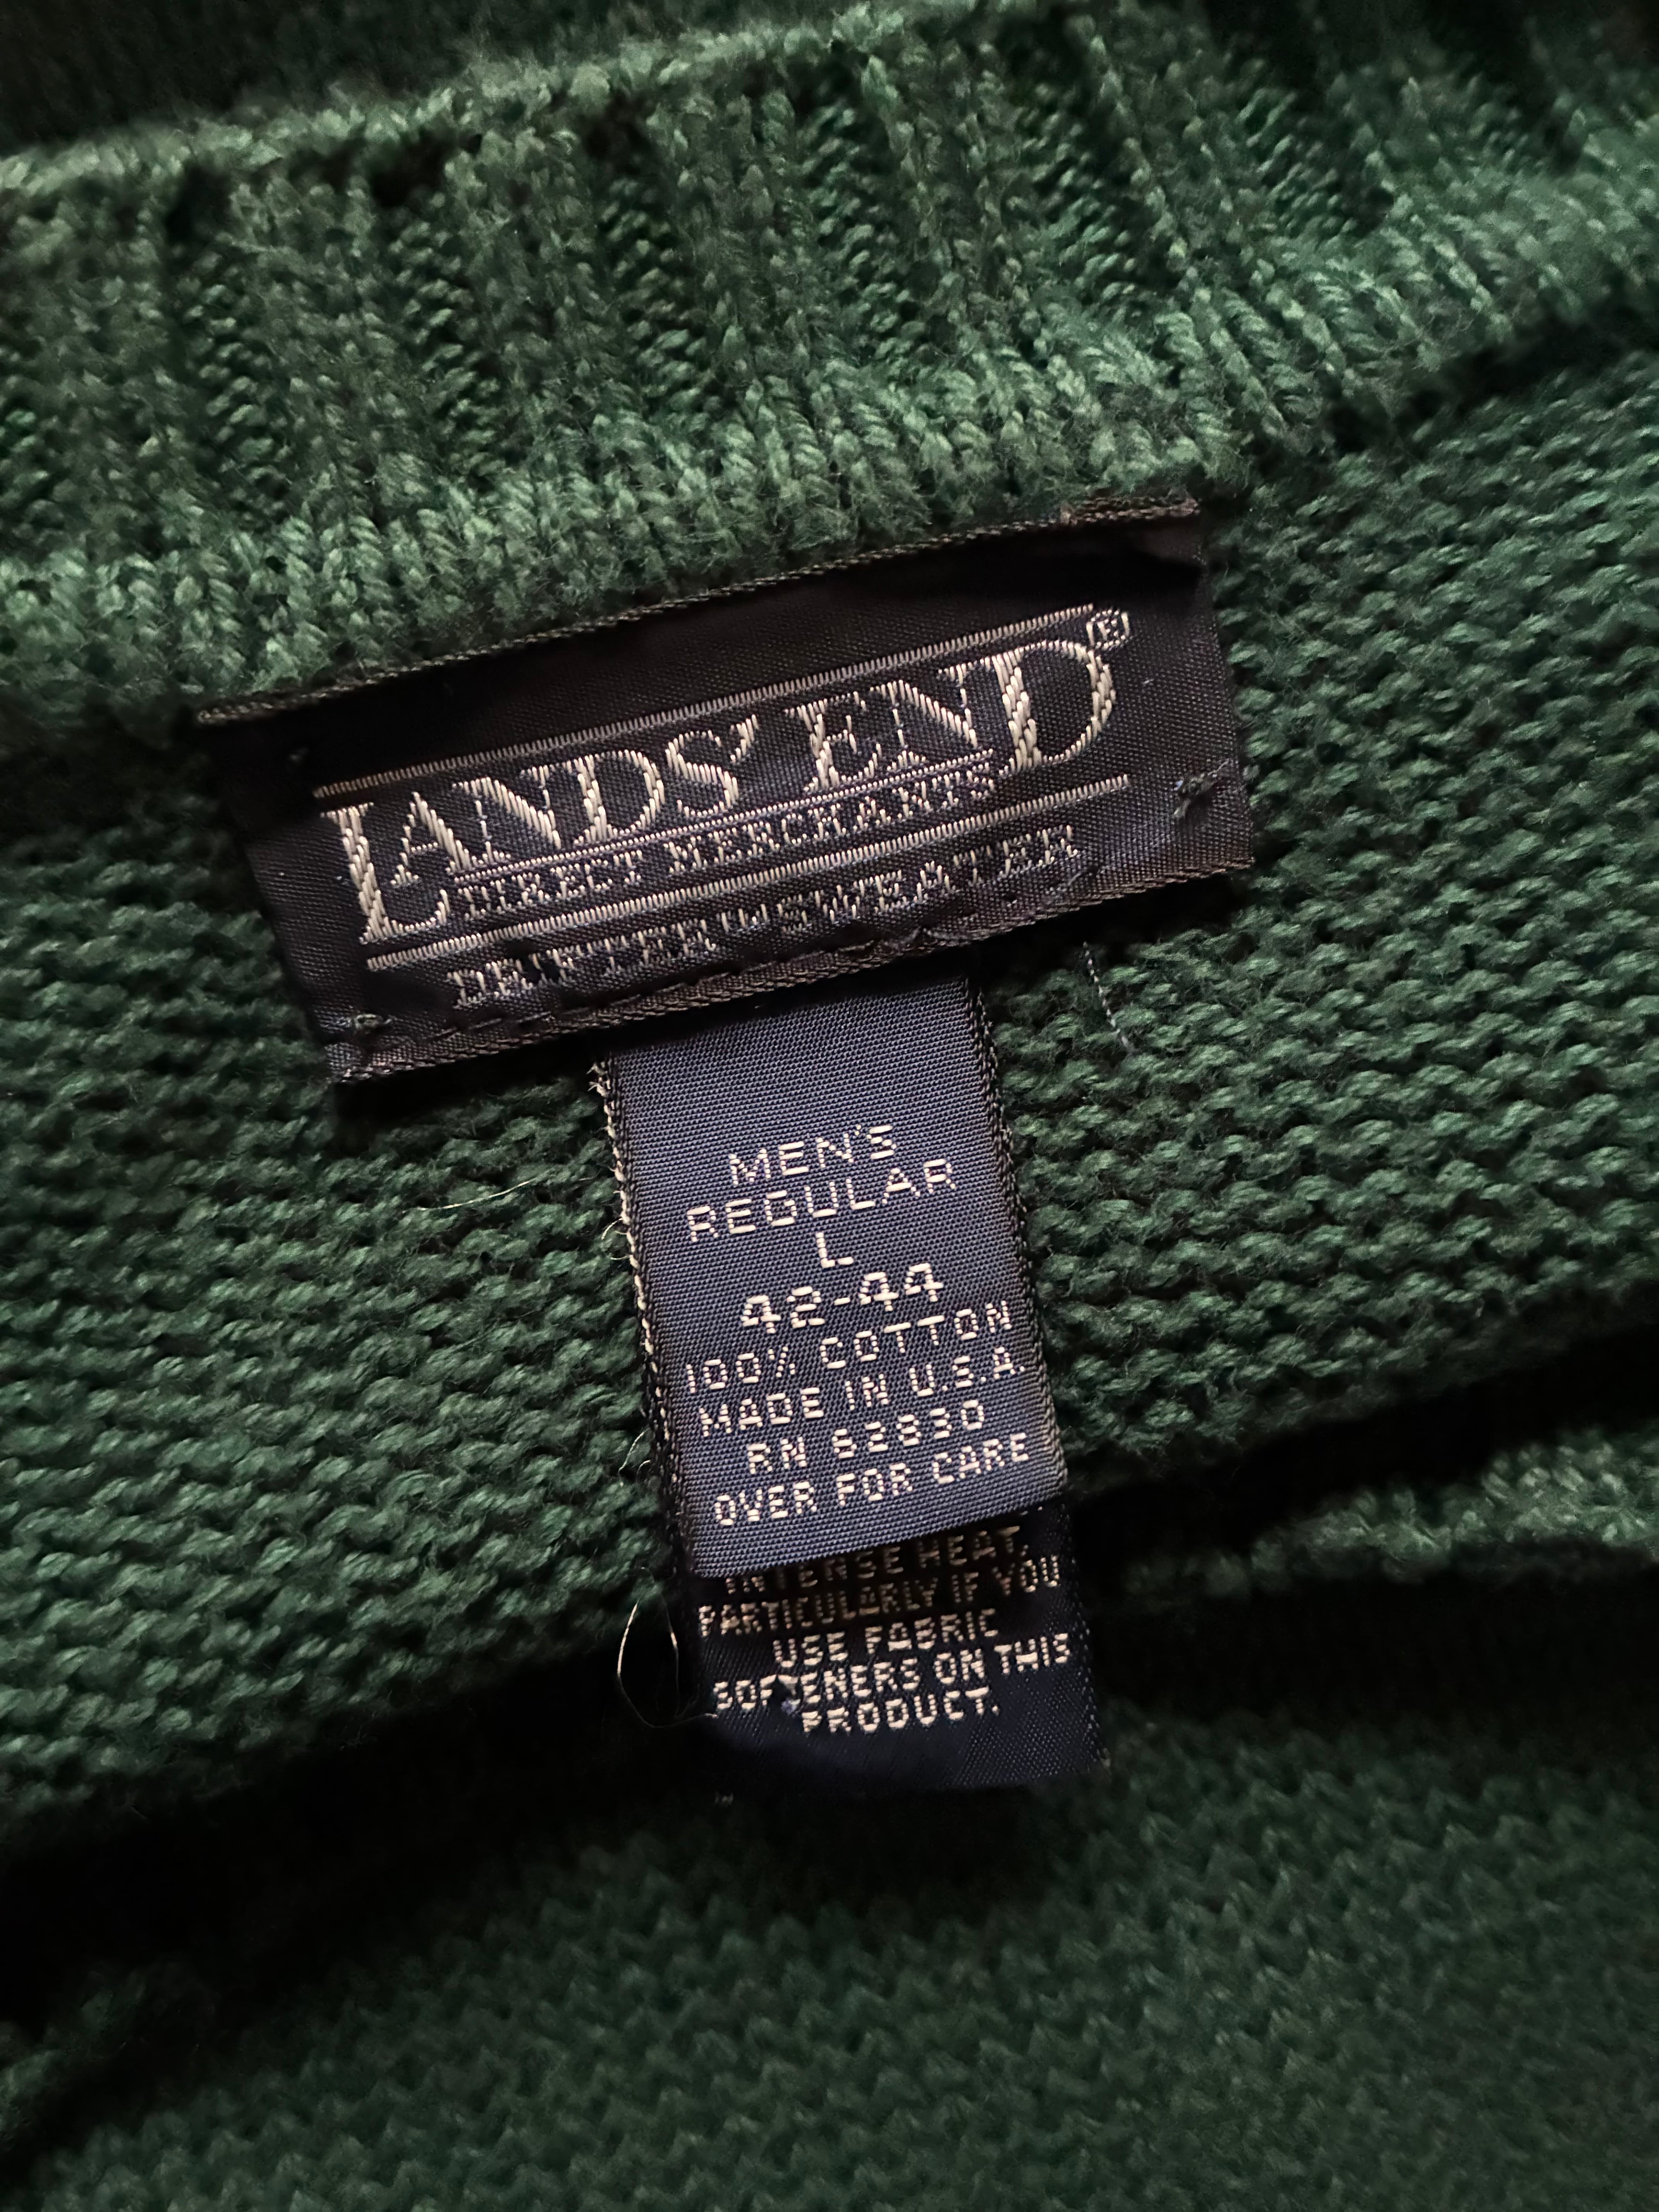 LANDS' END®
DIRECT MERCHANTS
DRIFTER™ SWEATER
MEN'S
REGULAR
L
42-44
100% COTTON
MADE IN U.S.A.
RN 62830
OVER FOR CARE
INTENSE HEAT,
PARTICULARLY IF YOU
USE FABRIC
SOFTENERS ON THIS
PRODUCT.